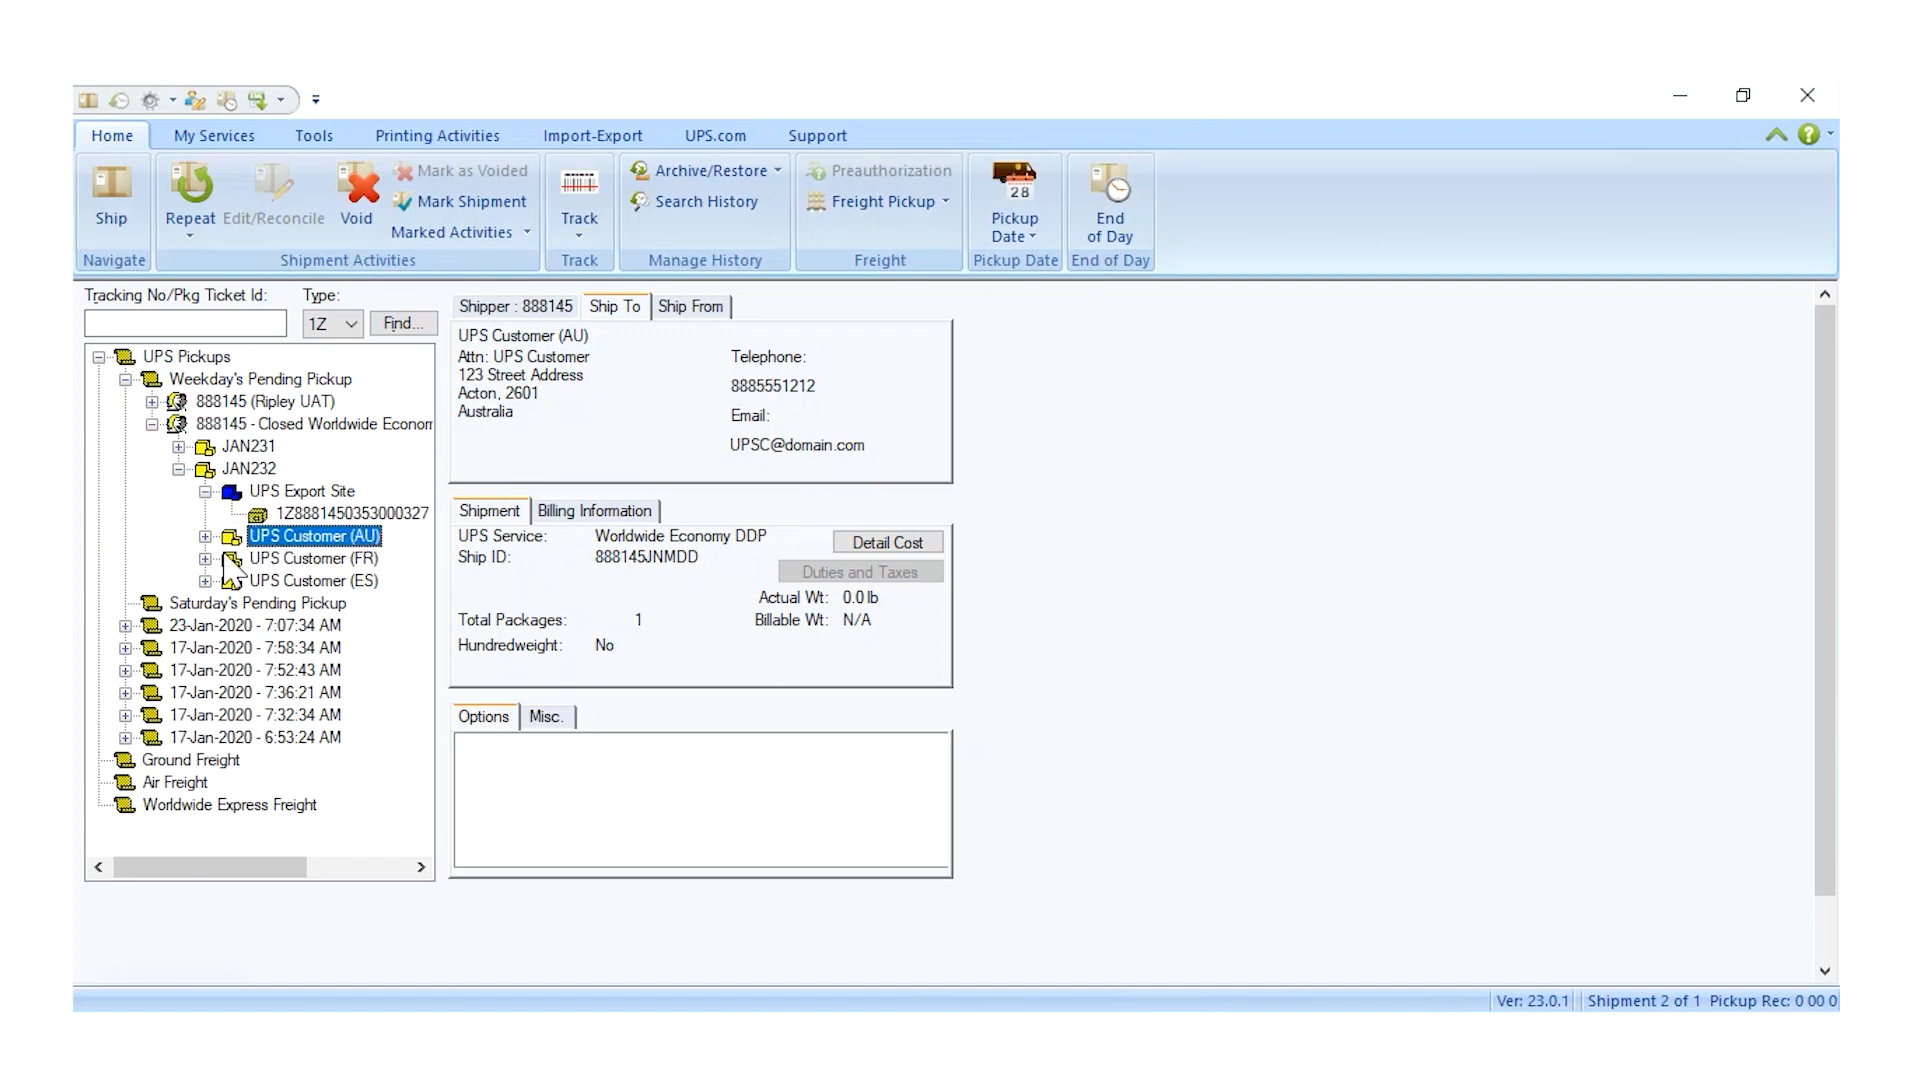 Home My Services Tools Printing Activities Import-Export UPS.com Support
Ship
Navigate
Repeat
Edit/Reconcile
Void
Mark as Voided
Mark Shipment
Marked Activities
Shipment Activities
Track
Track
Archive/Restore
Search History
Manage History
Preauthorization
Freight Pickup
Freight
28
Pickup
Date
Pickup Date
End
of Day
End of Day
Tracking No/Pkg Ticket Id: Type:
1Z Find...
UPS Pickups
Weekday's Pending Pickup
888145 (Ripley UAT)
888145 - Closed Worldwide Econom
JAN231
JAN232
UPS Export Site
1Z8881450353000327
UPS Customer (AU)
UPS Customer (FR)
UPS Customer (ES)
Saturday's Pending Pickup
23-Jan-2020 - 7:07:34 AM
17-Jan-2020 - 7:58:34 AM
17-Jan-2020 - 7:52:43 AM
17-Jan-2020 - 7:36:21 AM
17-Jan-2020 - 7:32:34 AM
17-Jan-2020 - 6:53:24 AM
Ground Freight
Air Freight
Worldwide Express Freight
Shipper : 888145 Ship To Ship From
UPS Customer (AU)
Attn: UPS Customer
123 Street Address
Acton, 2601
Australia
Telephone:
8885551212
Email:
UPSC@domain.com
Shipment Billing Information
UPS Service: Worldwide Economy DDP Detail Cost
Ship ID: 888145JNMDD
Duties and Taxes
Actual Wt: 0.0 lb
Total Packages: 1 Billable Wt: N/A
Hundredweight: No
Options Misc.
Ver: 23.0.1 Shipment 2 of 1 Pickup Rec: 0 00 0